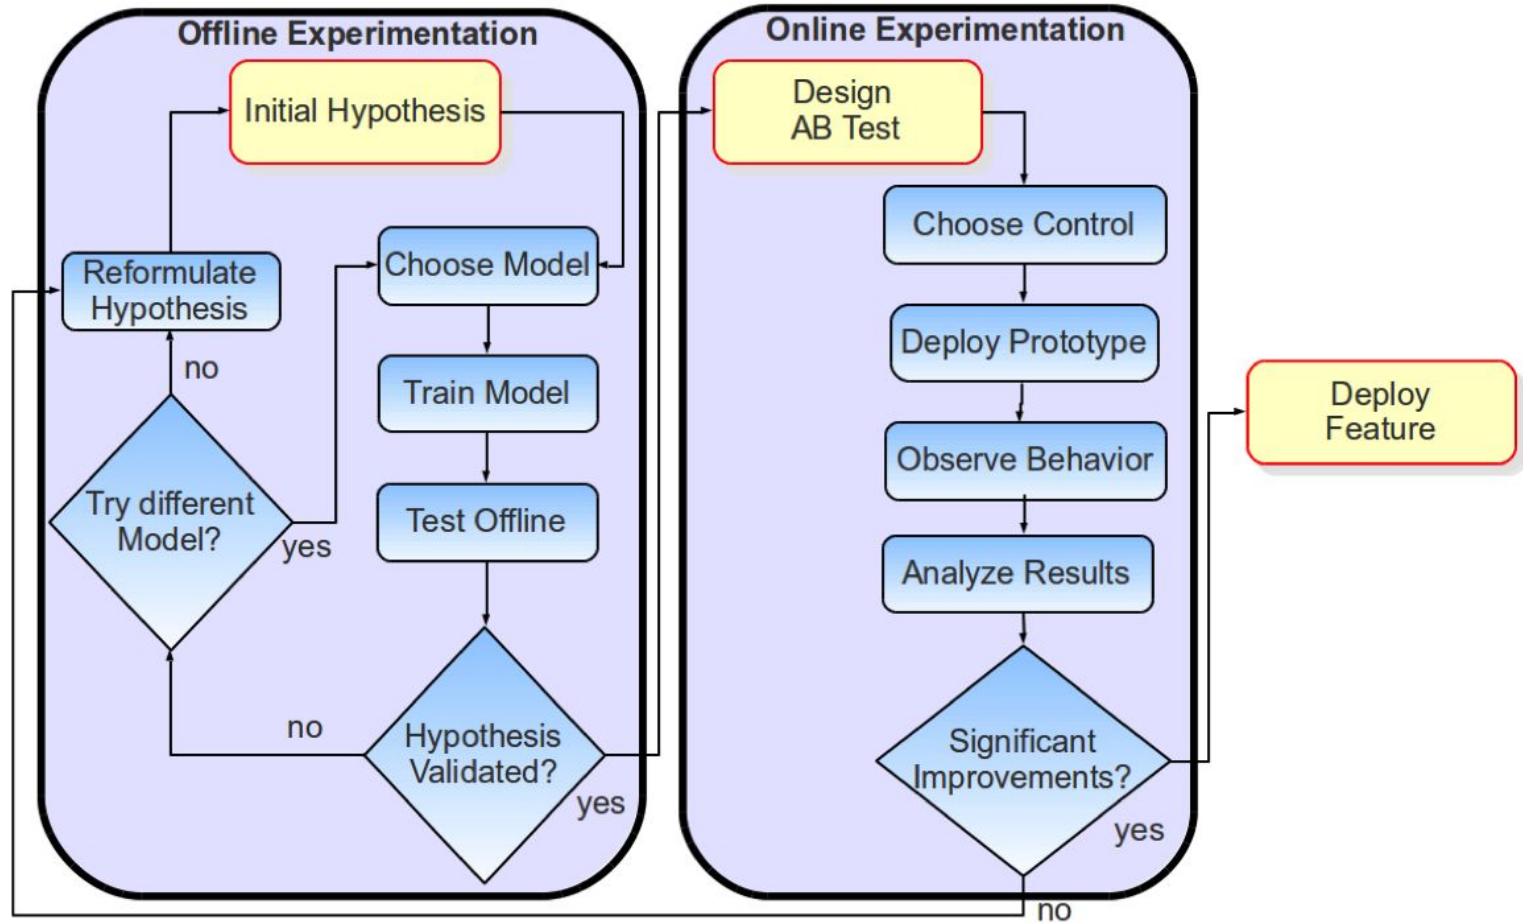 Offline Experimentation
Initial Hypothesis
Reformulate
Hypothesis
Choose Model
no
Train Model
Try different
Model?
yes
Test Offline
no
Hypothesis
Validated?
yes
Online Experimentation
Design
AB Test
Choose Control
Deploy Prototype
Observe Behavior
Analyze Results
Significant
Improvements?
yes
no
Deploy
Feature